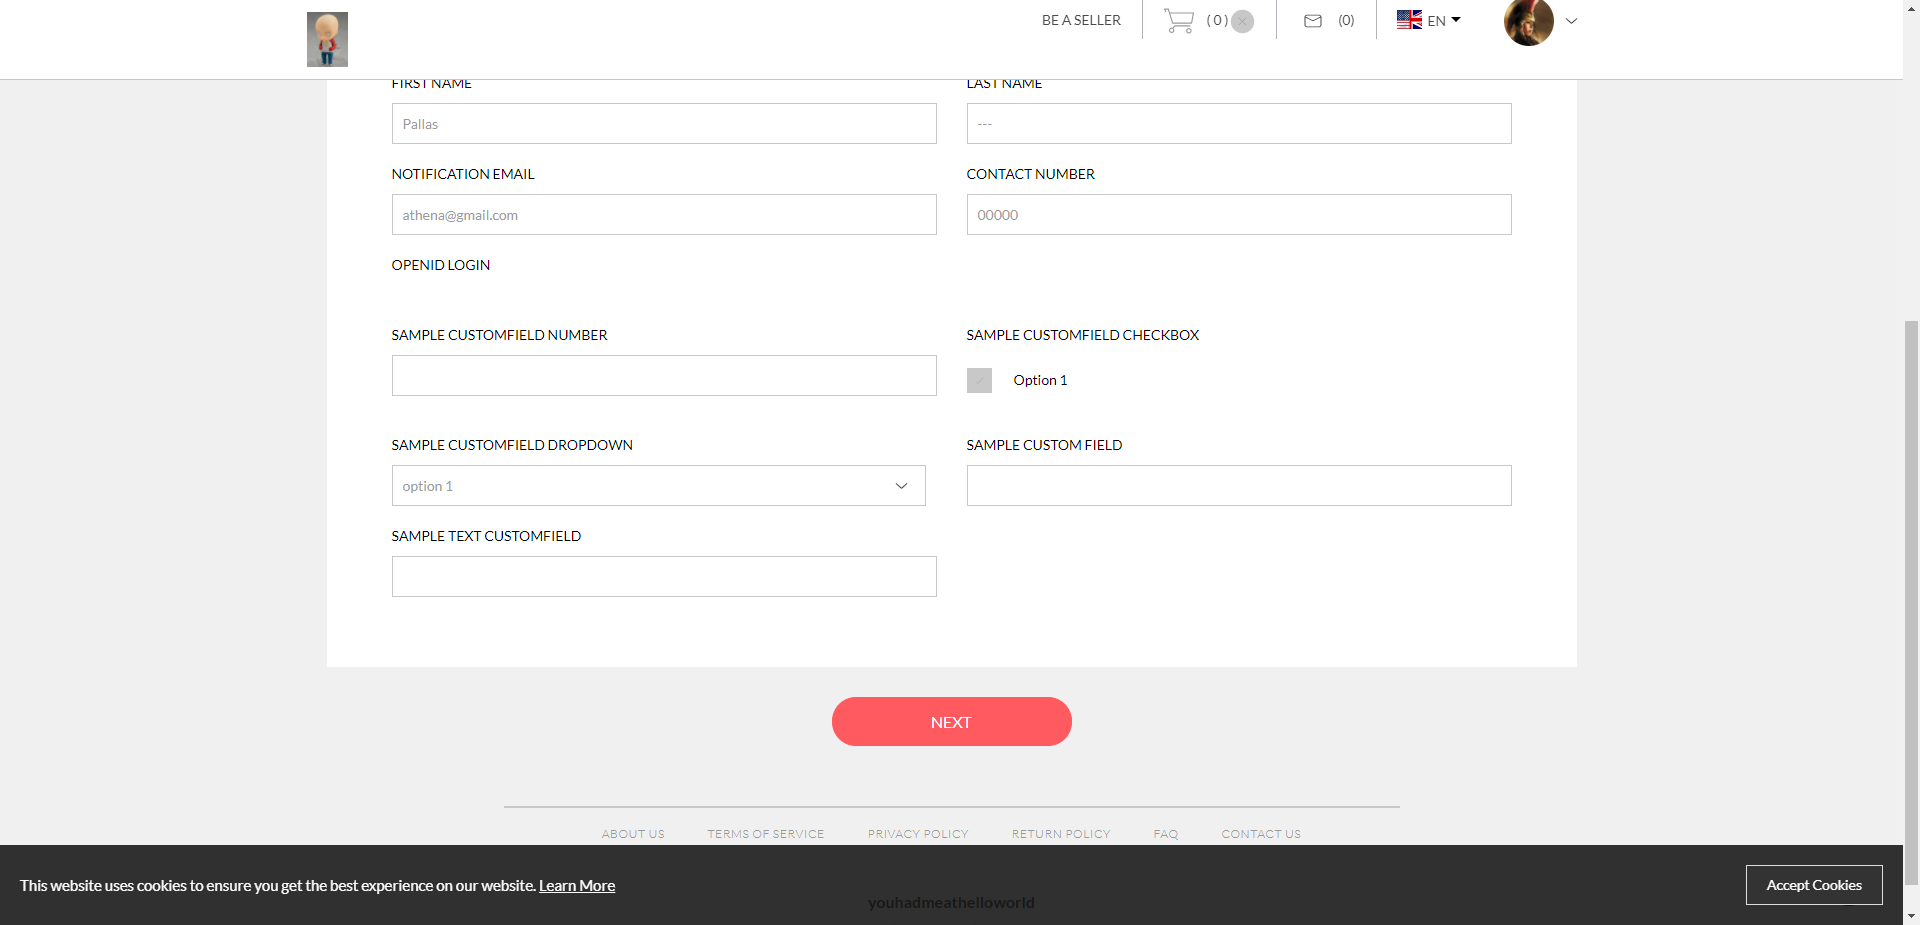 BE A SELLER
( 0 )
(0)
EN
FIRST NAME
LAST NAME
Pallas
---
NOTIFICATION EMAIL
CONTACT NUMBER
athena@gmail.com
00000
OPENID LOGIN
SAMPLE CUSTOMFIELD NUMBER
SAMPLE CUSTOMFIELD CHECKBOX
Option 1
SAMPLE CUSTOMFIELD DROPDOWN
SAMPLE CUSTOM FIELD
option 1
SAMPLE TEXT CUSTOMFIELD
NEXT
ABOUT US
TERMS OF SERVICE
PRIVACY POLICY
RETURN POLICY
FAQ
CONTACT US
This website uses cookies to ensure you get the best experience on our website. Learn More
Accept Cookies
youhadmeathelloworld